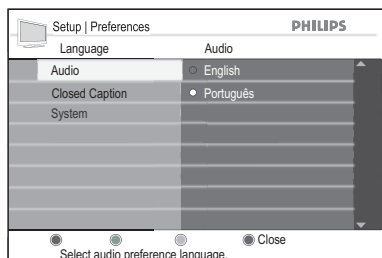 Setup | Preferences PHILIPS
Language Audio
Audio English
Closed Caption Português
System
Close
Select audio preference language.